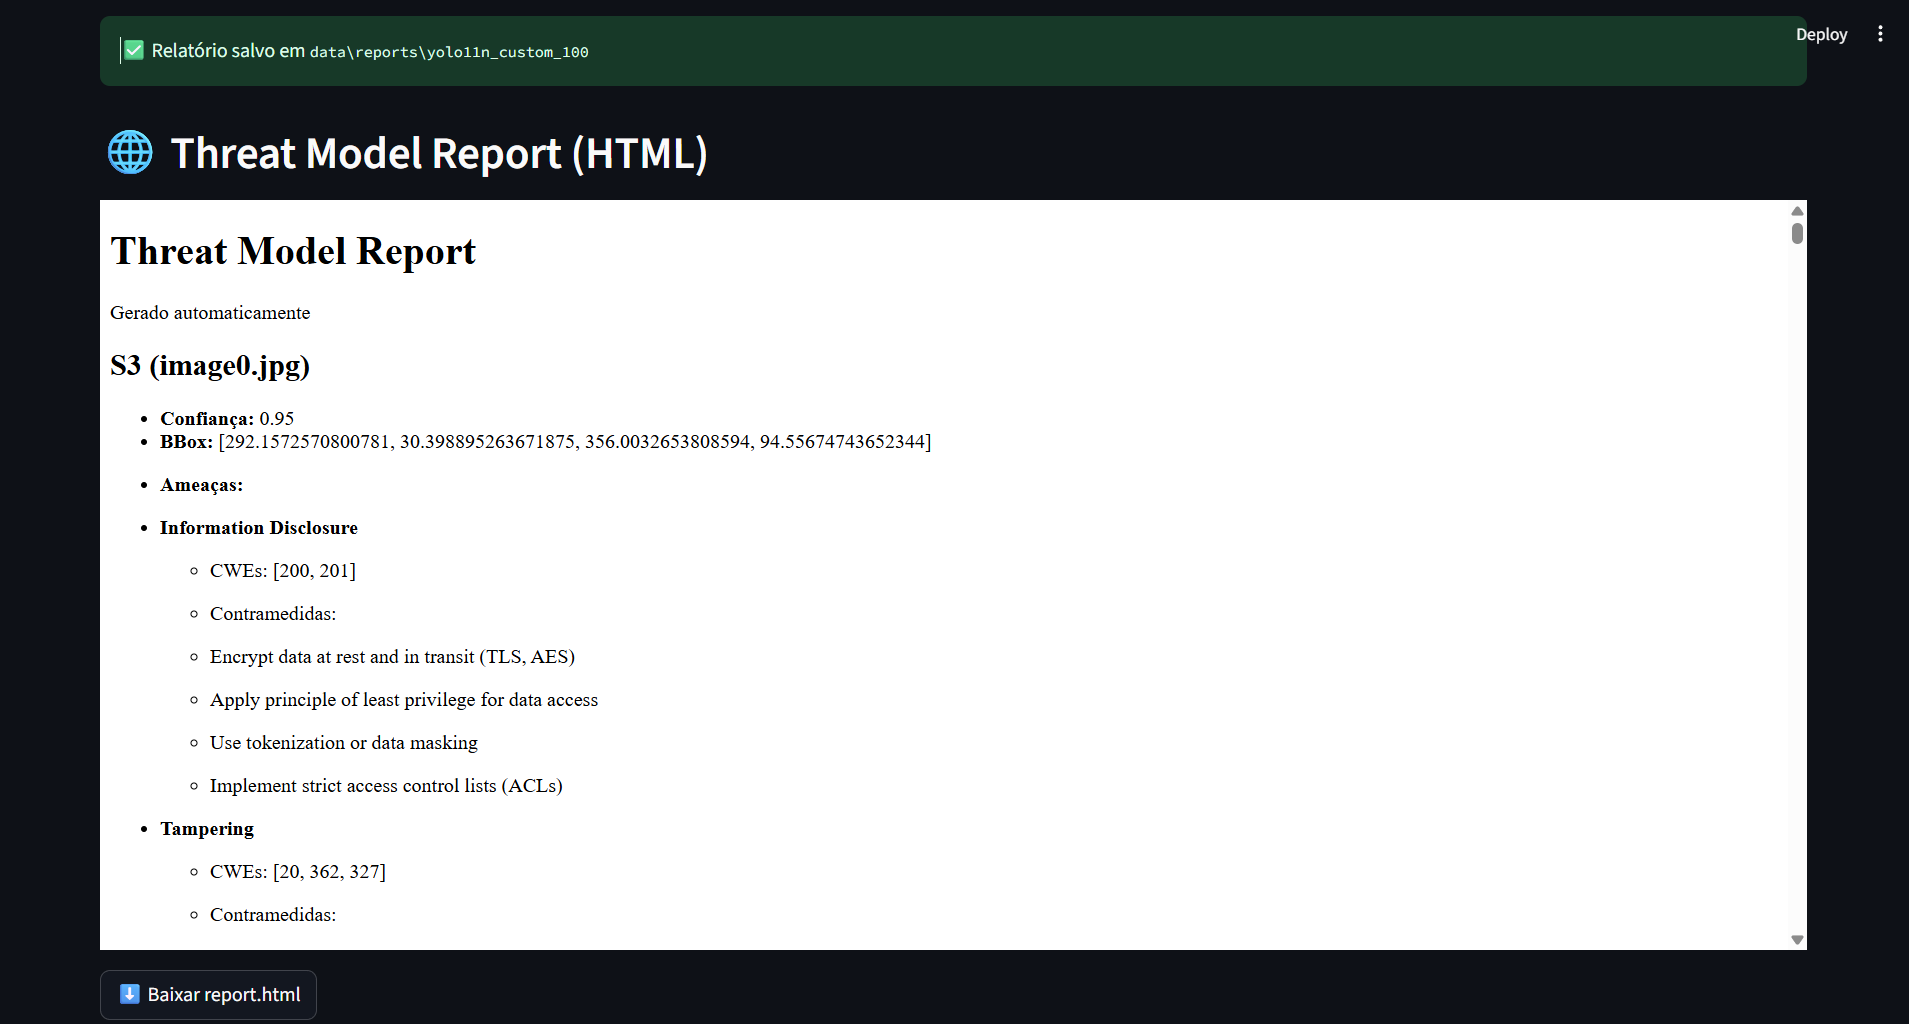 Relatório salvo em data\reports\yolo11n_custom_100
Deploy
Threat Model Report (HTML)
Threat Model Report
Gerado automaticamente
S3 (image0.jpg)
Confiança: 0.95
BBox: [292.1572570800781, 30.398895263671875, 356.0032653808594, 94.55674743652344]
Ameaças:
Information Disclosure
CWEs: [200, 201]
Contramedidas:
Encrypt data at rest and in transit (TLS, AES)
Apply principle of least privilege for data access
Use tokenization or data masking
Implement strict access control lists (ACLs)
Tampering
CWEs: [20, 362, 327]
Contramedidas:
Baixar report.html